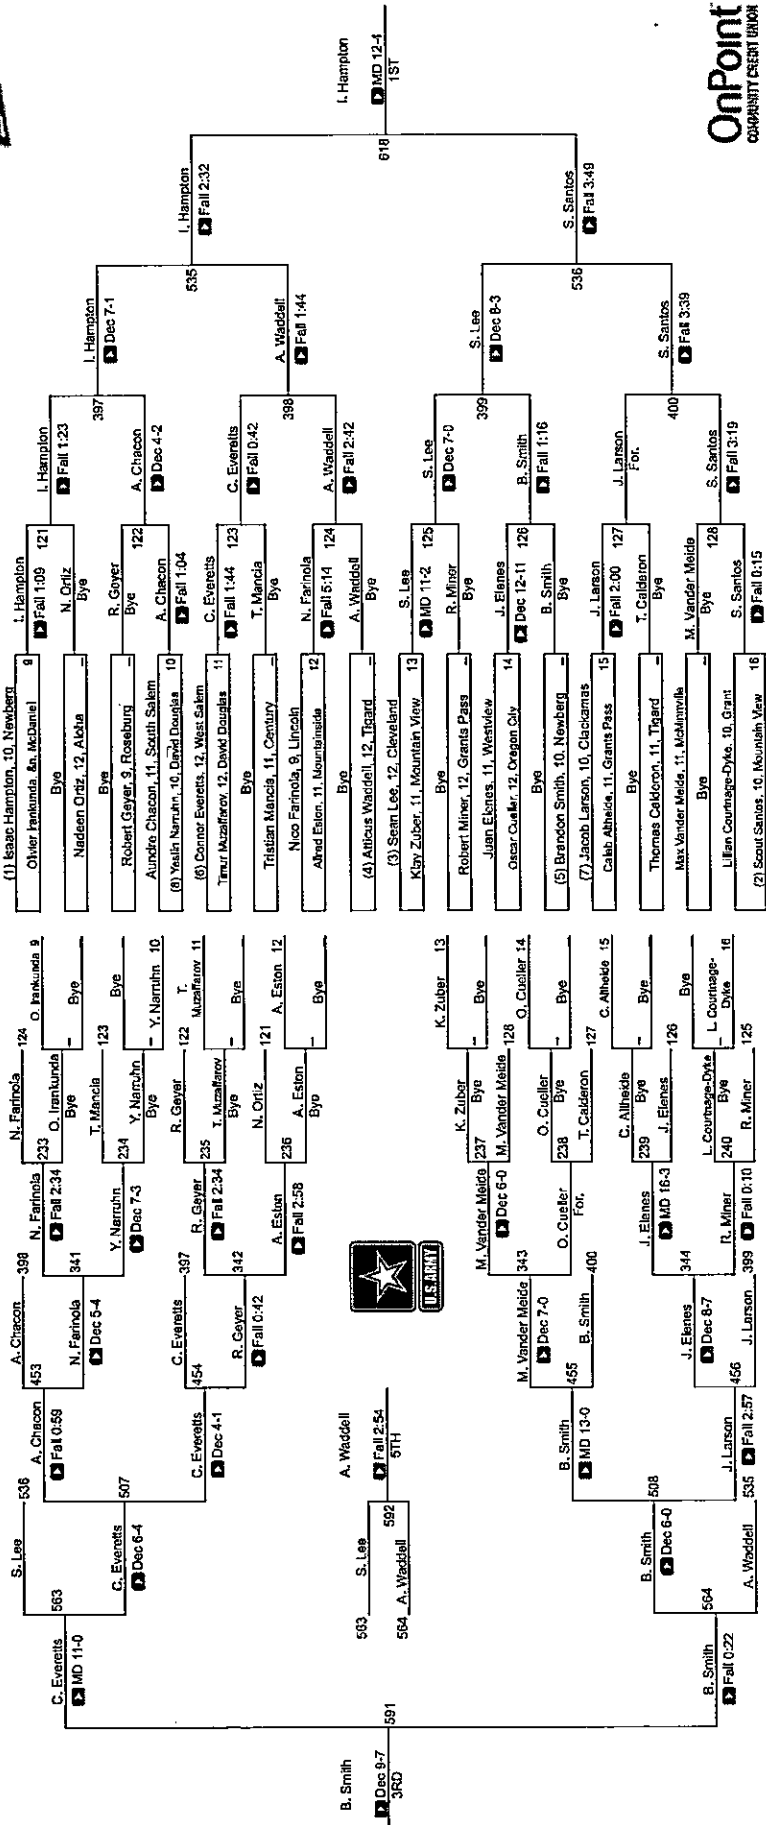 (1) Isaac Hampton, 10, Newberg
Olivier Irankunda, 8n, McDaniel 9
Bye
Nadeen Ortiz, 12, Aloha –
Bye –
Robert Geyer, 9, Roseburg
Aundre Chacon, 11, South Salem
(8) Yeslin Narruhn, 10, David Douglas 10
(6) Connor Everetts, 12, West Salem
Timur Muzaffarov, 12, David Douglas 11
Bye
Tristian Mancia, 11, Century –
Nico Farinola, 9, Lincoln
Alfred Eston, 11, Mountainside 12
Bye
(4) Atticus Waddell, 12, Tigard –
(3) Sean Lee, 12, Cleveland
Klay Zuber, 11, Mountain View 13
Bye
Robert Miner, 12, Grants Pass –
Juan Elenes, 11, Westview
Oscar Cueller, 12, Oregon City 14
Bye
(5) Brandon Smith, 10, Newberg –
(7) Jacob Larson, 10, Clackamas
Caleb Altheide, 11, Grants Pass 15
Bye
Thomas Calderon, 11, Tigard –
Max Vander Meide, 11, McMinnville
Bye –
Lillian Courtnage-Dyke, 10, Grant
(2) Scout Santos, 10, Mountain View 16
I. Hampton
Fall 1:09 121
N. Ortiz
Bye
R. Geyer
Bye 122
A. Chacon
Fall 1:04
C. Everetts
Fall 1:44 123
T. Mancia
Bye
N. Farinola
Fall 5:14 124
A. Waddell
Bye
S. Lee
MD 11-2 125
R. Miner
Bye
J. Elenes
Dec 12-11 126
B. Smith
Bye
J. Larson
Fall 2:00 127
T. Calderon
Bye
M. Vander Meide
Bye 128
S. Santos
Fall 0:15
I. Hampton
Fall 1:23
397
A. Chacon
Dec 4-2
C. Everetts
Fall 0:42
398
A. Waddell
Fall 2:42
S. Lee
Dec 7-0
399
B. Smith
Fall 1:16
J. Larson
For.
400
S. Santos
Fall 3:19
I. Hampton
Dec 7-1
535
A. Waddell
Fall 1:44
S. Lee
Dec 8-3
536
S. Santos
Fall 3:39
I. Hampton
Fall 2:32
618
S. Santos
Fall 3:49
I. Hampton
MD 12-4
1ST
O. Irankunda 9
Bye –
Bye
Y. Narruhn 10
T.
Muzaffarov 11
Bye –
A. Eston 12
Bye –
K. Zuber 13
O. Cueller 14
Bye –
C. Altheide 15
Bye –
Bye
L. Courtnage-
Dyke 16
N. Farinola 124
233
O. Irankunda
Bye
T. Mancia 123
234
Y. Narruhn
Bye
R. Geyer 122
235
T. Muzaffarov
Bye
N. Ortiz 121
236
A. Eston
Bye
K. Zuber
Bye
237
M. Vander Meide 128
O. Cueller
Bye
238
T. Calderon 127
C. Altheide
Bye
239
J. Elenes 126
L. Courtnage-Dyke
Bye
240
R. Miner 125
N. Farinola
Fall 2:34
341
Y. Narruhn
Dec 7-3
R. Geyer
Fall 2:34
342
A. Eston
Fall 2:58
M. Vander Meide
Dec 6-0
343
O. Cueller
For.
J. Elenes
MD 16-3
344
R. Miner
Fall 0:10
A. Chacon 398
453
N. Farinola
Dec 5-4
C. Everetts 397
454
R. Geyer
Fall 0:42
M. Vander Meide
Dec 7-0
455
B. Smith 400
J. Elenes
Dec 8-7
456
J. Larson 399
A. Chacon
Fall 0:59
507
C. Everetts
Dec 4-1
B. Smith
MD 13-0
508
J. Larson
Fall 2:57
S. Lee 536
563
C. Everetts
Dec 6-4
B. Smith
Dec 6-0
564
A. Waddell 535
C. Everetts
MD 11-0
591
B. Smith
Fall 0:22
B. Smith
Dec 9-7
3RD
563 S. Lee
592
564 A. Waddell
A. Waddell
Fall 2:54
5TH
U.S. ARMY
OnPoint
COMMUNITY CREDIT UNION